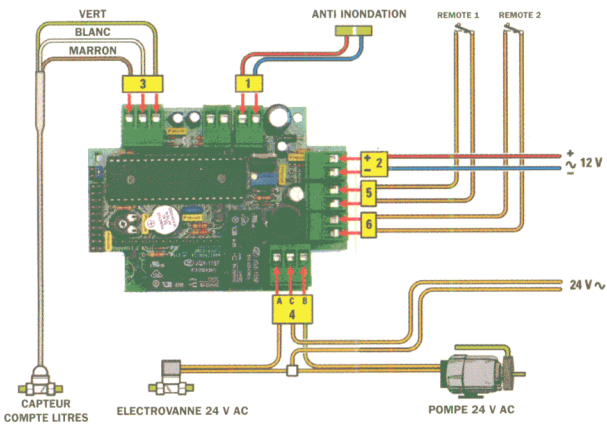 VERT
BLANC
MARRON
ANTI INONDATION
REMOTE 1 REMOTE 2
3
1
+ 2
−
+
∼ 12 V
−
5
6
A C B
4
24 V ∼
CAPTEUR
COMPTE LITRES
ELECTROVANNE 24 V AC
POMPE 24 V AC